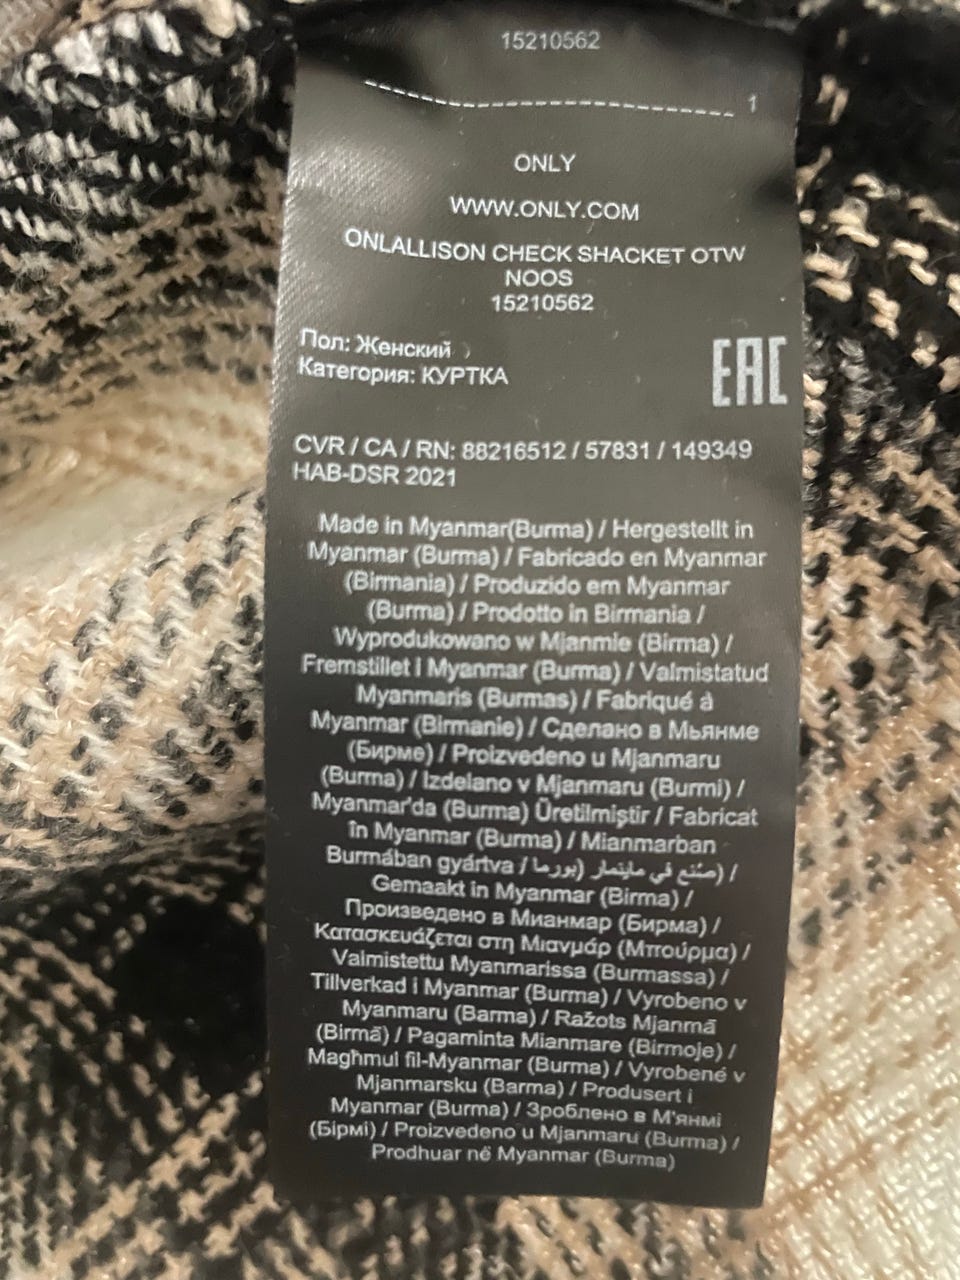 15210562
1
ONLY
WWW.ONLY.COM
ONLALLISON CHECK SHACKET OTW
NOOS
15210562
Пол: Женский
Категория: КУРТКА
EAC
CVR / CA / RN: 88216512 / 57831 / 149349
HAB-DSR 2021
Made in Myanmar(Burma) / Hergestellt in
Myanmar (Burma) / Fabricado en Myanmar
(Birmania) / Produzido em Myanmar
(Burma) / Prodotto in Birmania /
Wyprodukowano w Mjanmie (Birma) /
Fremstillet i Myanmar (Burma) / Valmistatud
Myanmaris (Burmas) / Fabriqué à
Myanmar (Birmanie) / Сделано в Мьянме
(Бирме) / Proizvedeno u Mjanmaru
(Burma) / Izdelano v Mjanmaru (Burmi) /
Myanmar'da (Burma) Üretilmiştir / Fabricat
în Myanmar (Burma) / Mianmarban
Burmában gyártva / صنع في ماينمار (بورما) /
Gemaakt in Myanmar (Birma) /
Произведено в Мианмар (Бирма) /
Κατασκευάζεται στη Μιανμάρ (Μπούρμα) /
Valmistettu Myanmarissa (Burmassa) /
Tillverkad i Myanmar (Burma) / Vyrobeno v
Myanmaru (Barma) / Ražots Mjanmā
(Birmā) / Pagaminta Mianmare (Birmoje) /
Magħmul fil-Myanmar (Burma) / Vyrobené v
Mjanmarsku (Barma) / Produsert i
Myanmar (Burma) / Зроблено в М'янмі
(Бірмі) / Proizvedeno u Mjanmaru (Burma) /
Prodhuar në Myanmar (Burma)